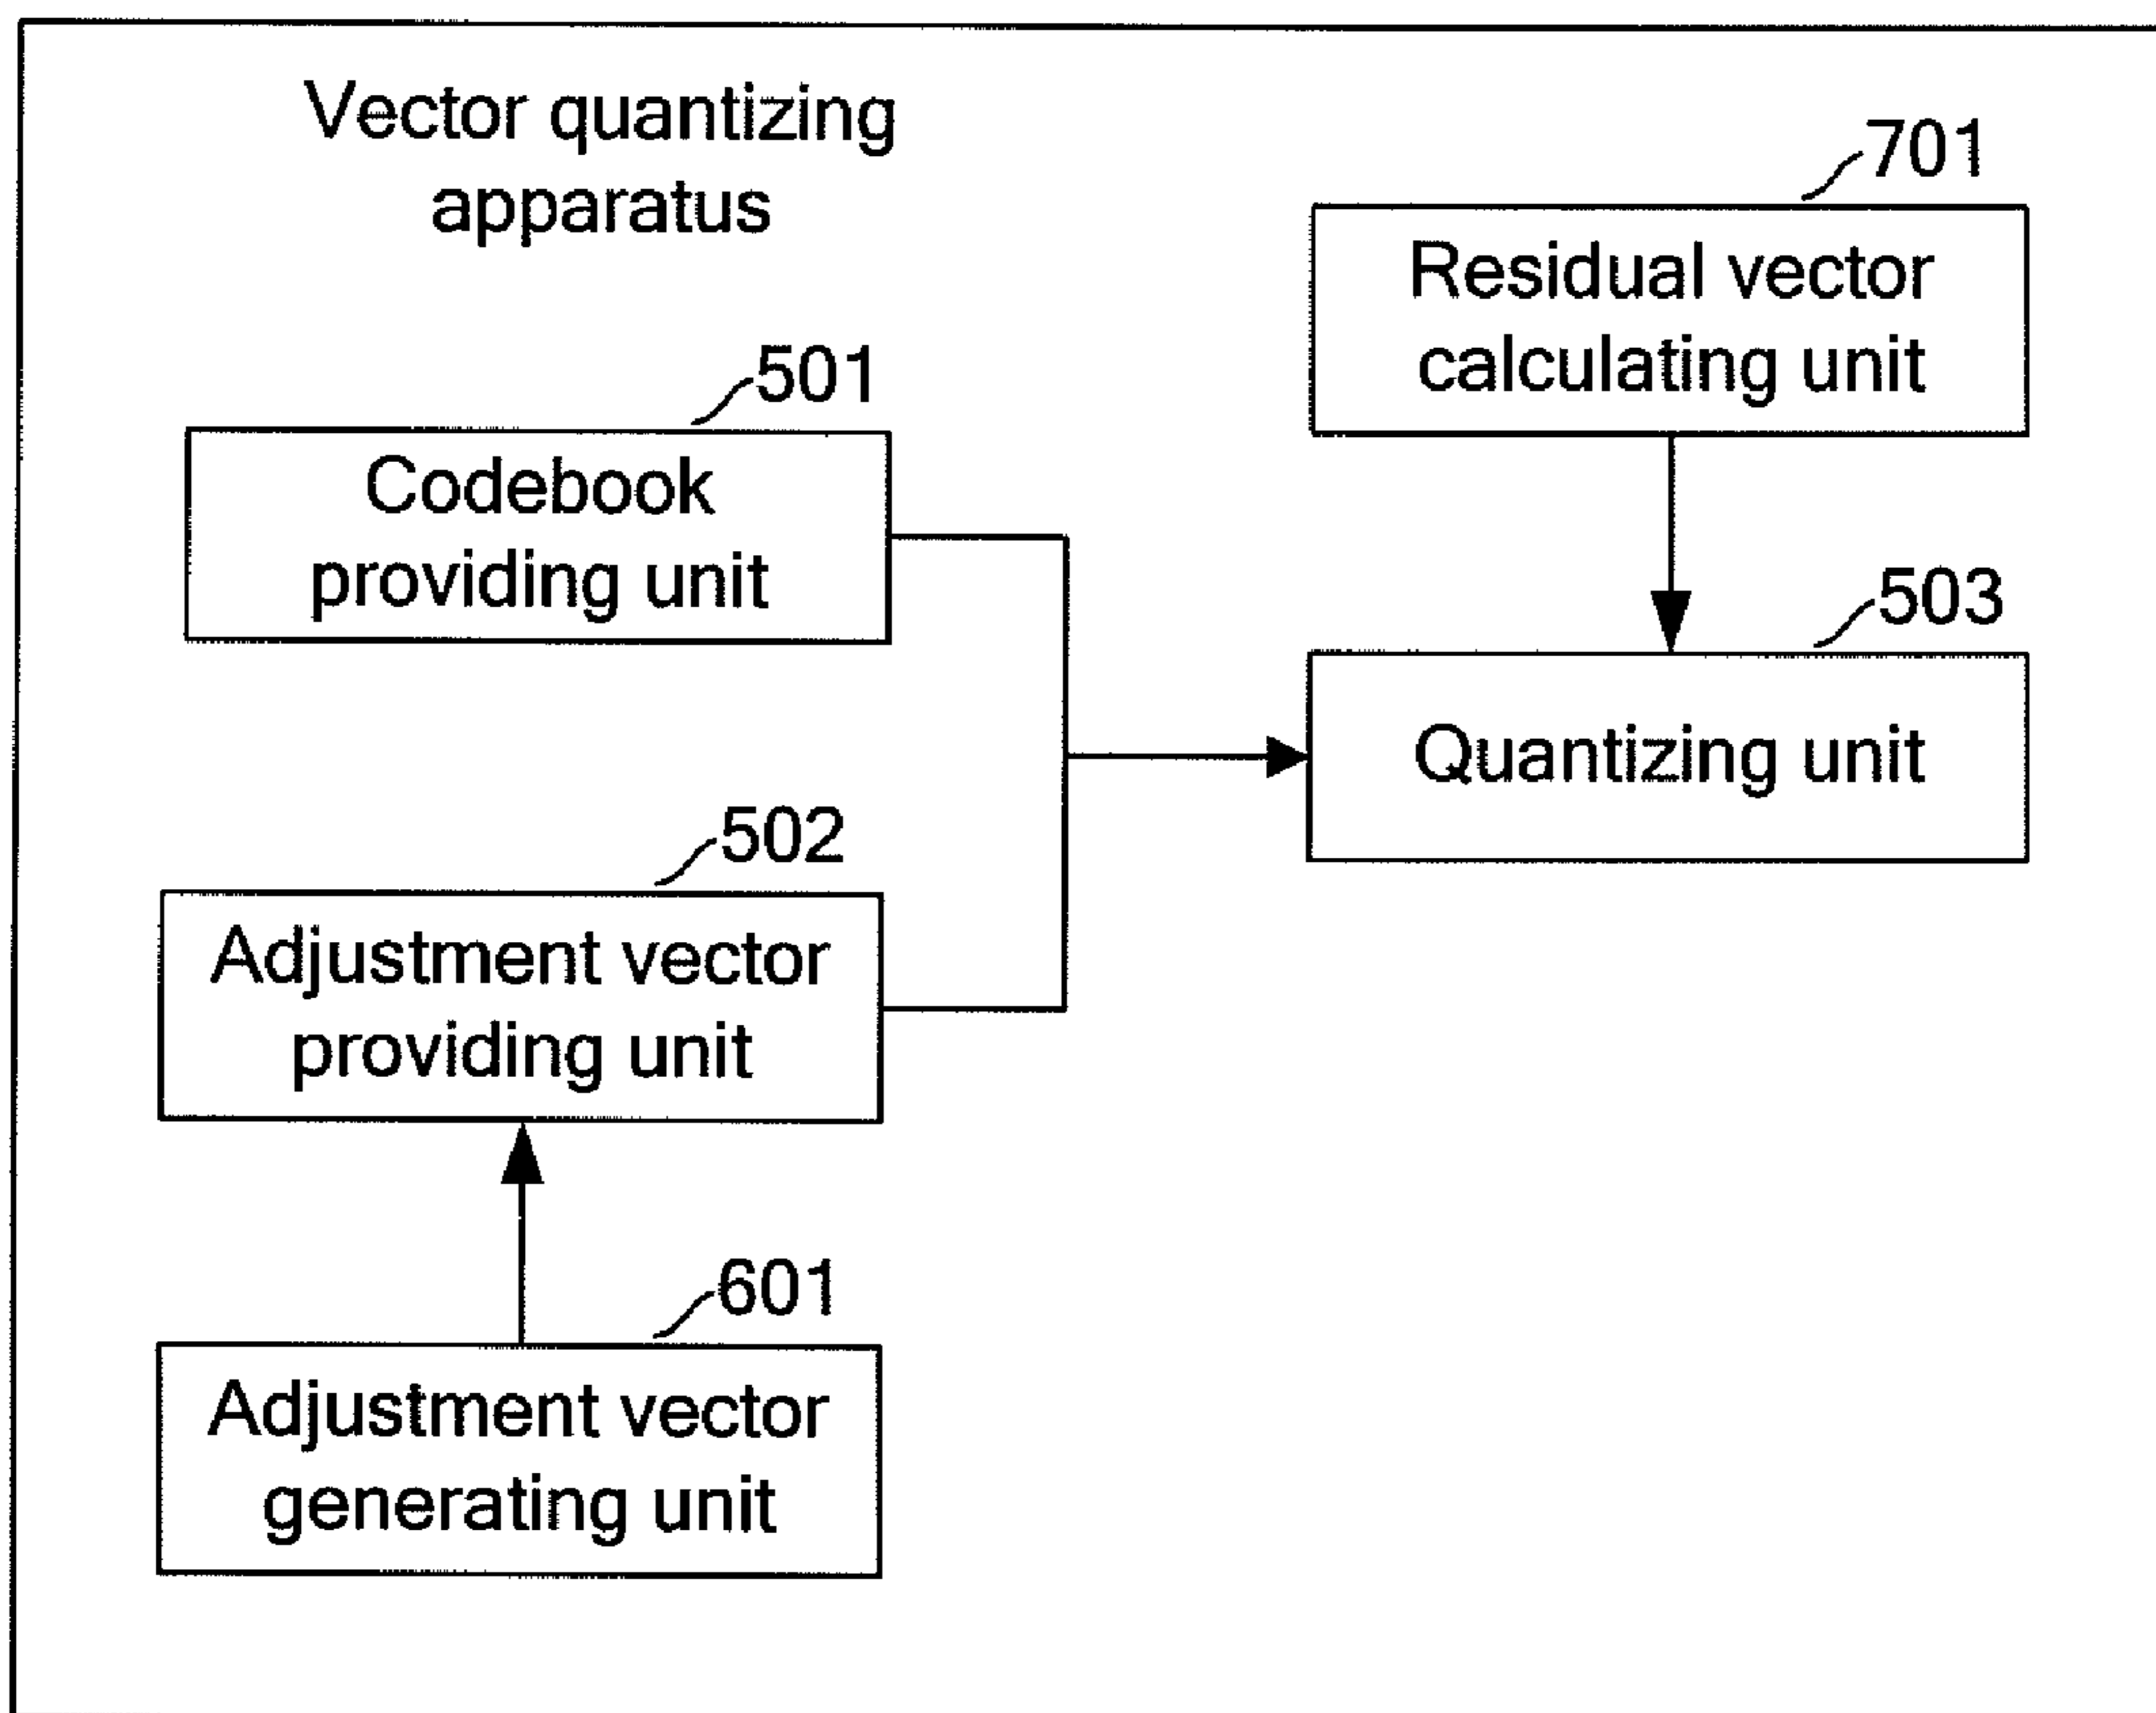 Vector quantizing
apparatus
701
Residual vector
calculating unit
501
Codebook
providing unit
503
Quantizing unit
502
Adjustment vector
providing unit
601
Adjustment vector
generating unit